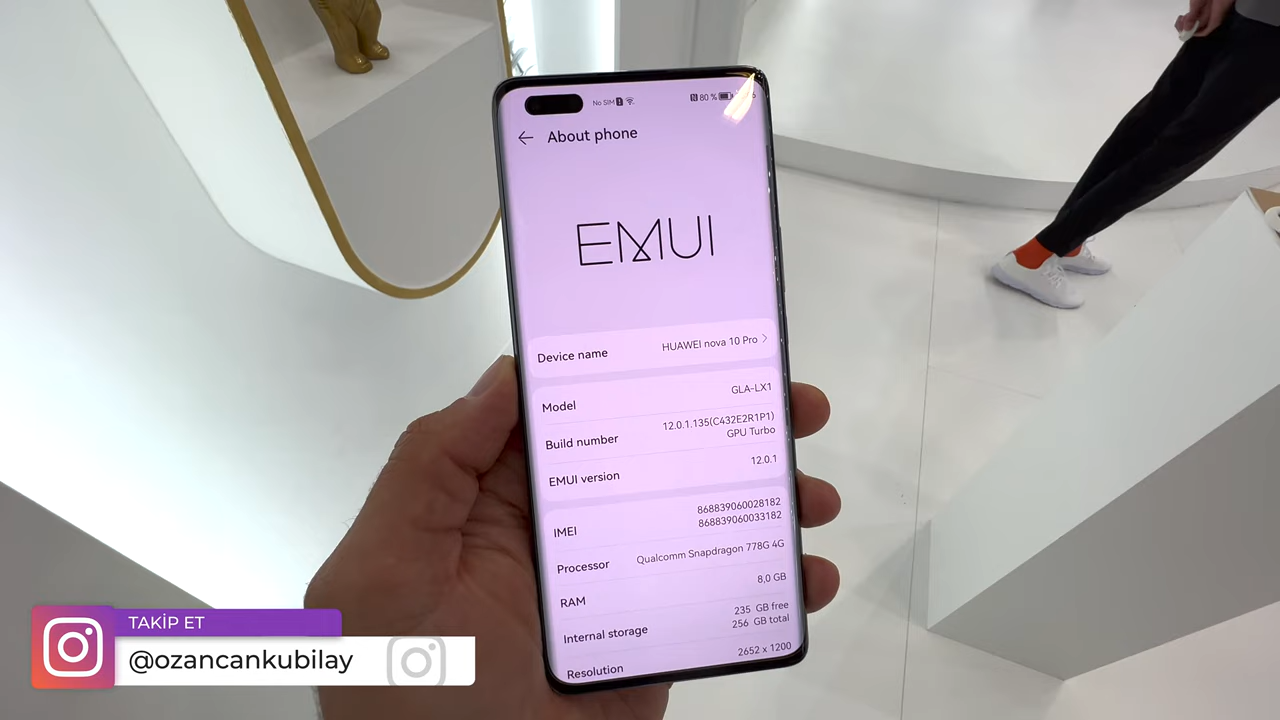 No SIM
80 %
About phone
EMUI
Device name
HUAWEI nova 10 Pro
Model
GLA-LX1
Build number
12.0.1.135(C432E2R1P1)
GPU Turbo
EMUI version
12.0.1
IMEI
868839060028182
868839060033182
Processor
Qualcomm Snapdragon 778G 4G
RAM
8,0 GB
Internal storage
235 GB free
256 GB total
Resolution
2652 x 1200
TAKİP ET
@ozancankubilay